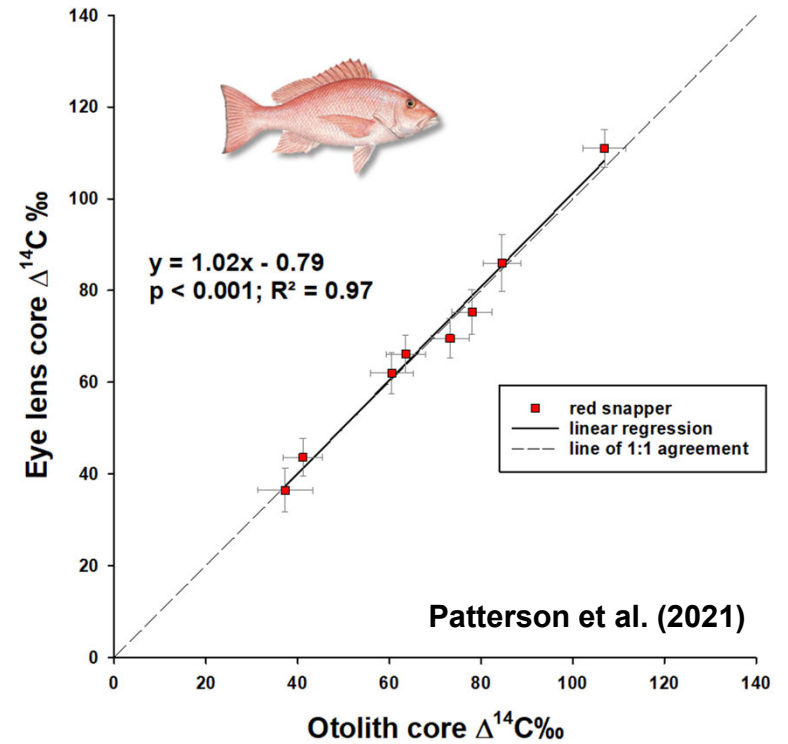 140
120
100
80
60
40
20
0
Eye lens core Δ¹⁴C ‰
y = 1.02x - 0.79
p < 0.001; R² = 0.97
red snapper
linear regression
line of 1:1 agreement
Patterson et al. (2021)
0 20 40 60 80 100 120 140
Otolith core Δ¹⁴C‰